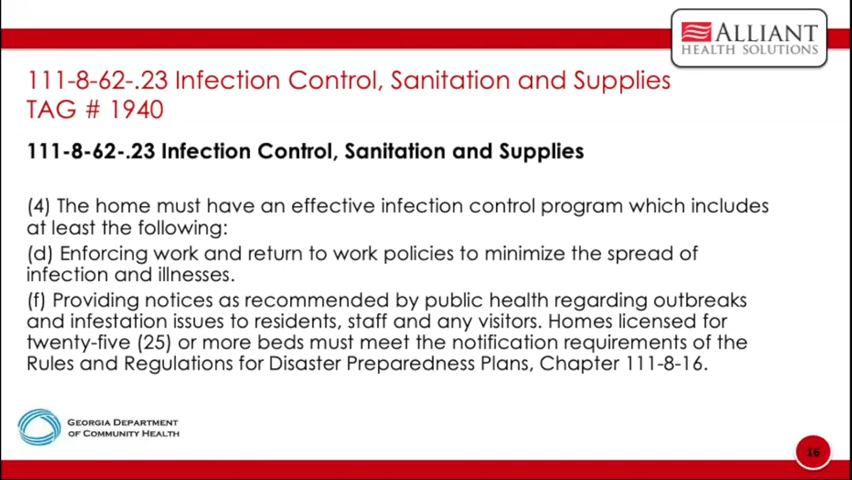 ALLIANT
HEALTH SOLUTIONS
111-8-62-.23 Infection Control, Sanitation and Supplies
TAG # 1940
111-8-62-.23 Infection Control, Sanitation and Supplies
(4) The home must have an effective infection control program which includes
at least the following:
(d) Enforcing work and return to work policies to minimize the spread of
infection and illnesses.
(f) Providing notices as recommended by public health regarding outbreaks
and infestation issues to residents, staff and any visitors. Homes licensed for
twenty-five (25) or more beds must meet the notification requirements of the
Rules and Regulations for Disaster Preparedness Plans, Chapter 111-8-16.
GEORGIA DEPARTMENT
OF COMMUNITY HEALTH
16